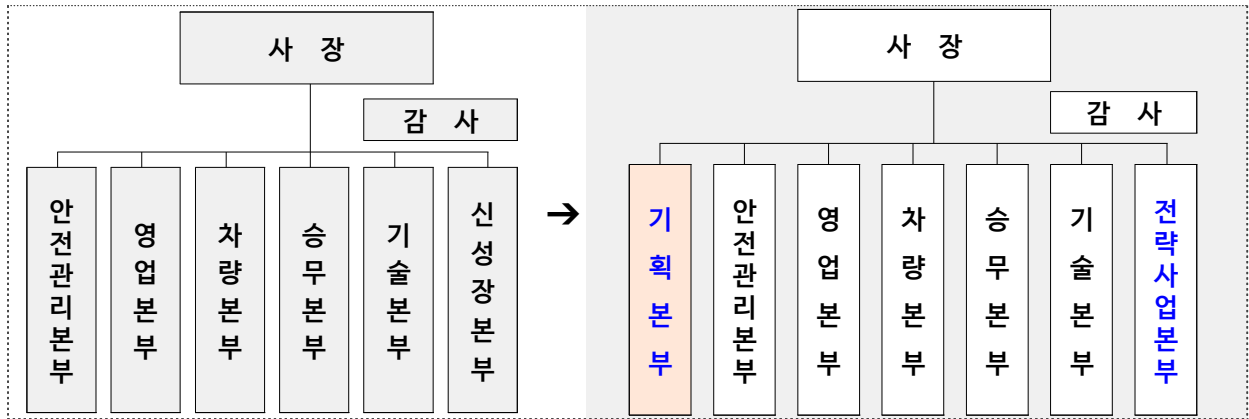 사 장
감 사
안전관리본부
영업본부
차량본부
승무본부
기술본부
신성장본부
➔
사 장
감 사
기획본부
안전관리본부
영업본부
차량본부
승무본부
기술본부
전략사업본부